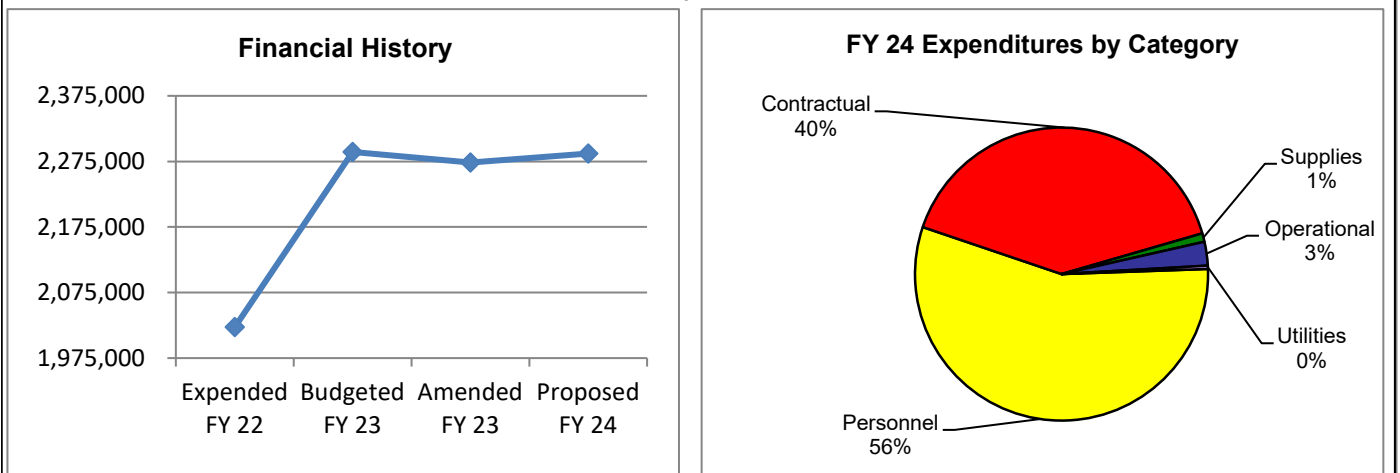 Financial History
2,375,000
2,275,000
2,175,000
2,075,000
1,975,000
Expended Budgeted Amended Proposed
FY 22 FY 23 FY 23 FY 24
FY 24 Expenditures by Category
Contractual
40%
Supplies
1%
Operational
3%
Utilities
0%
Personnel
56%